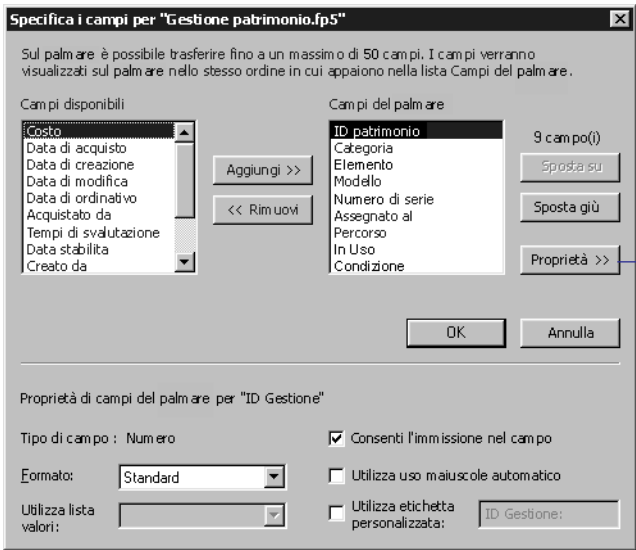 Specifica i campi per "Gestione patrimonio.fp5"
Sul palmare è possibile trasferire fino a un massimo di 50 campi. I campi verranno
visualizzati sul palmare nello stesso ordine in cui appaiono nella lista Campi del palmare.
Campi disponibili
Costo
Data di acquisto
Data di creazione
Data di modifica
Data di ordinativo
Acquistato da
Tempi di svalutazione
Data stabilita
Creato da
Aggiungi >>
<< Rimuovi
Campi del palmare
ID patrimonio
Categoria
Elemento
Modello
Numero di serie
Assegnato al
Percorso
In Uso
Condizione
9 campo(i)
Sposta su
Sposta giù
Proprietà >>
OK
Annulla
Proprietà di campi del palmare per "ID Gestione"
Tipo di campo : Numero
Formato:
Standard
Utilizza lista
valori:
Consenti l'immissione nel campo
Utilizza uso maiuscole automatico
Utilizza etichetta
personalizzata:
ID Gestione: